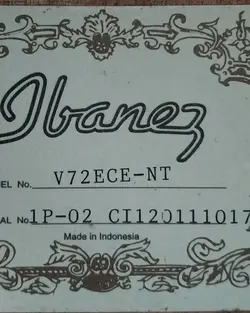 Ibanez
EL No. V72ECE-NT
AL No. 1P-02 CI120111017
Made in Indonesia